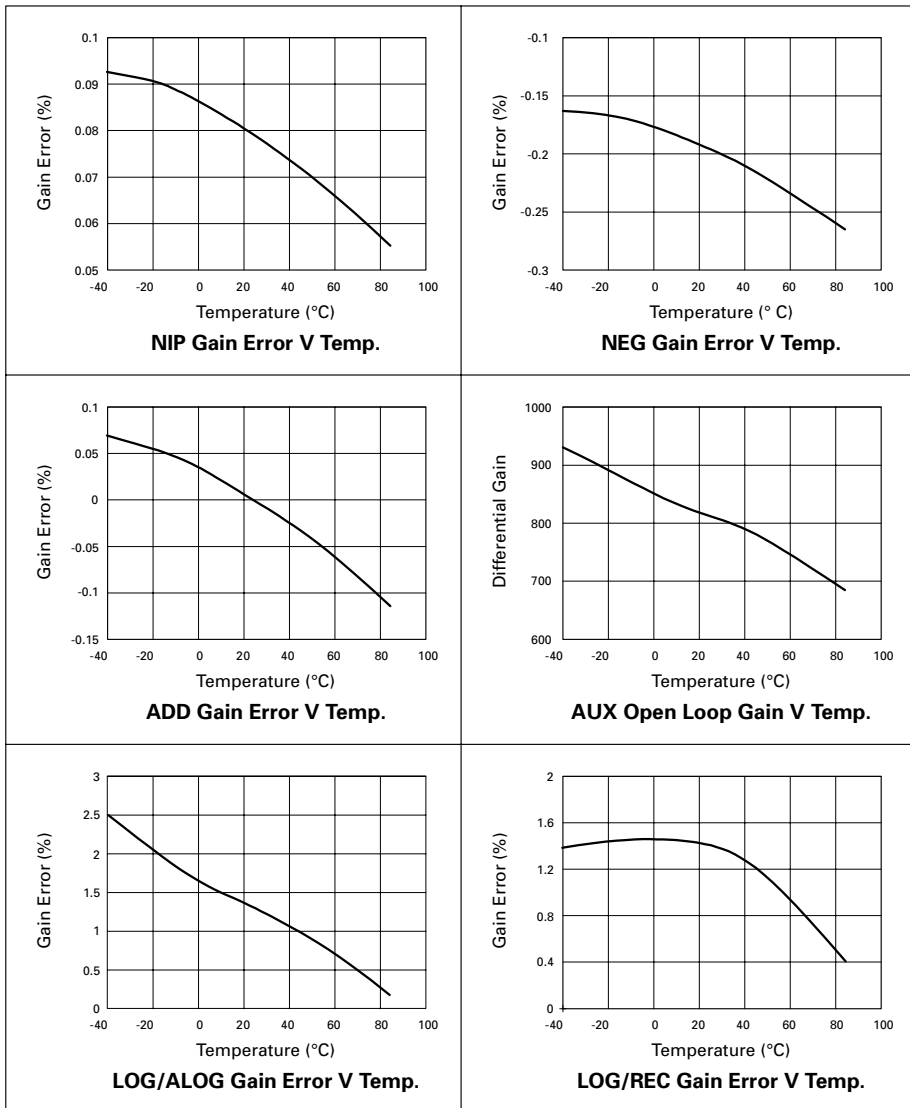 0.1
0.09
0.08
0.07
0.06
0.05
Gain Error (%)
-40 -20 0 20 40 60 80 100
Temperature (°C)
NIP Gain Error V Temp.
-0.1
-0.15
-0.2
-0.25
-0.3
Gain Error (%)
-40 -20 0 20 40 60 80 100
Temperature (° C)
NEG Gain Error V Temp.
0.1
0.05
0
-0.05
-0.1
-0.15
Gain Error (%)
-40 -20 0 20 40 60 80 100
Temperature (°C)
ADD Gain Error V Temp.
1000
900
800
700
600
Differential Gain
-40 -20 0 20 40 60 80 100
Temperature (°C)
AUX Open Loop Gain V Temp.
3
2.5
2
1.5
1
0.5
0
Gain Error (%)
-40 -20 0 20 40 60 80 100
Temperature (°C)
LOG/ALOG Gain Error V Temp.
2
1.6
1.2
0.8
0.4
0
Gain Error (%)
-40 -20 0 20 40 60 80 100
Temperature (°C)
LOG/REC Gain Error V Temp.